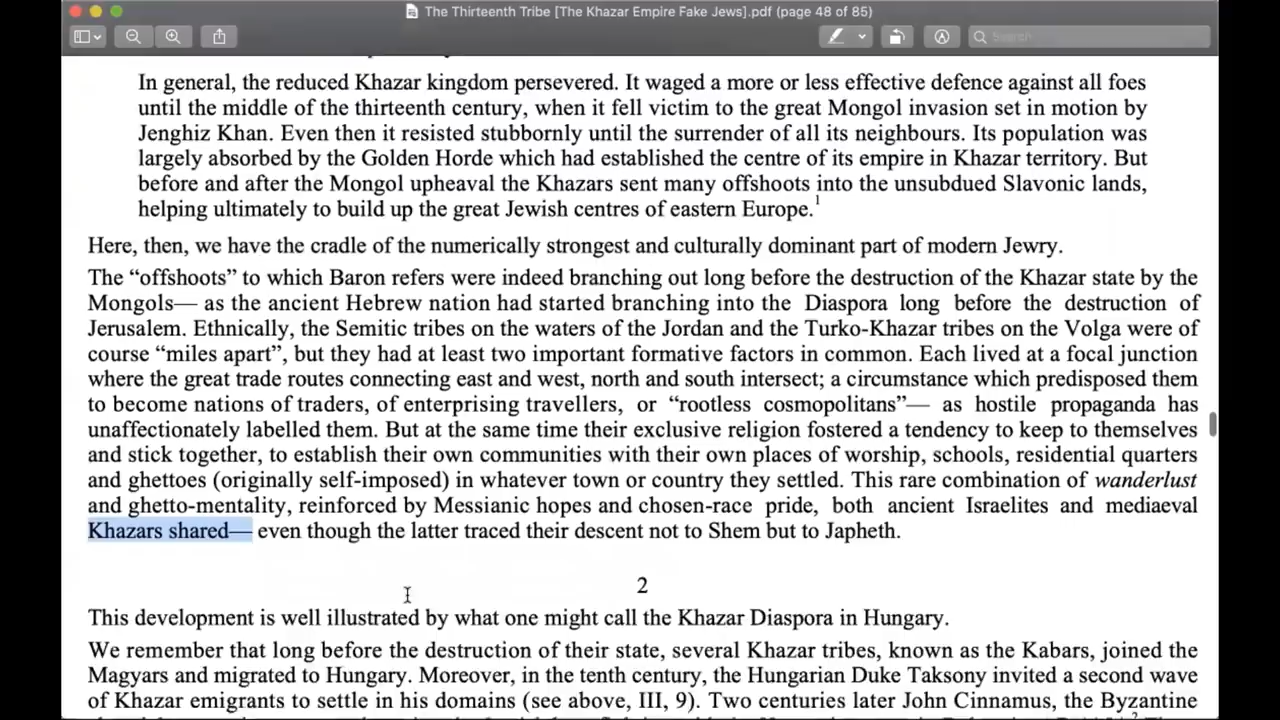 The Thirteenth Tribe [The Khazar Empire Fake Jews].pdf (page 48 of 85)
Search
In general, the reduced Khazar kingdom persevered. It waged a more or less effective defence against all foes
until the middle of the thirteenth century, when it fell victim to the great Mongol invasion set in motion by
Jenghiz Khan. Even then it resisted stubbornly until the surrender of all its neighbours. Its population was
largely absorbed by the Golden Horde which had established the centre of its empire in Khazar territory. But
before and after the Mongol upheaval the Khazars sent many offshoots into the unsubdued Slavonic lands,
helping ultimately to build up the great Jewish centres of eastern Europe.1
Here, then, we have the cradle of the numerically strongest and culturally dominant part of modern Jewry.
The “offshoots” to which Baron refers were indeed branching out long before the destruction of the Khazar state by the
Mongols— as the ancient Hebrew nation had started branching into the Diaspora long before the destruction of
Jerusalem. Ethnically, the Semitic tribes on the waters of the Jordan and the Turko-Khazar tribes on the Volga were of
course “miles apart”, but they had at least two important formative factors in common. Each lived at a focal junction
where the great trade routes connecting east and west, north and south intersect; a circumstance which predisposed them
to become nations of traders, of enterprising travellers, or “rootless cosmopolitans”— as hostile propaganda has
unaffectionately labelled them. But at the same time their exclusive religion fostered a tendency to keep to themselves
and stick together, to establish their own communities with their own places of worship, schools, residential quarters
and ghettoes (originally self-imposed) in whatever town or country they settled. This rare combination of wanderlust
and ghetto-mentality, reinforced by Messianic hopes and chosen-race pride, both ancient Israelites and mediaeval
Khazars shared— even though the latter traced their descent not to Shem but to Japheth.
2
This development is well illustrated by what one might call the Khazar Diaspora in Hungary.
We remember that long before the destruction of their state, several Khazar tribes, known as the Kabars, joined the
Magyars and migrated to Hungary. Moreover, in the tenth century, the Hungarian Duke Taksony invited a second wave
of Khazar emigrants to settle in his domains (see above, III, 9). Two centuries later John Cinnamus, the Byzantine